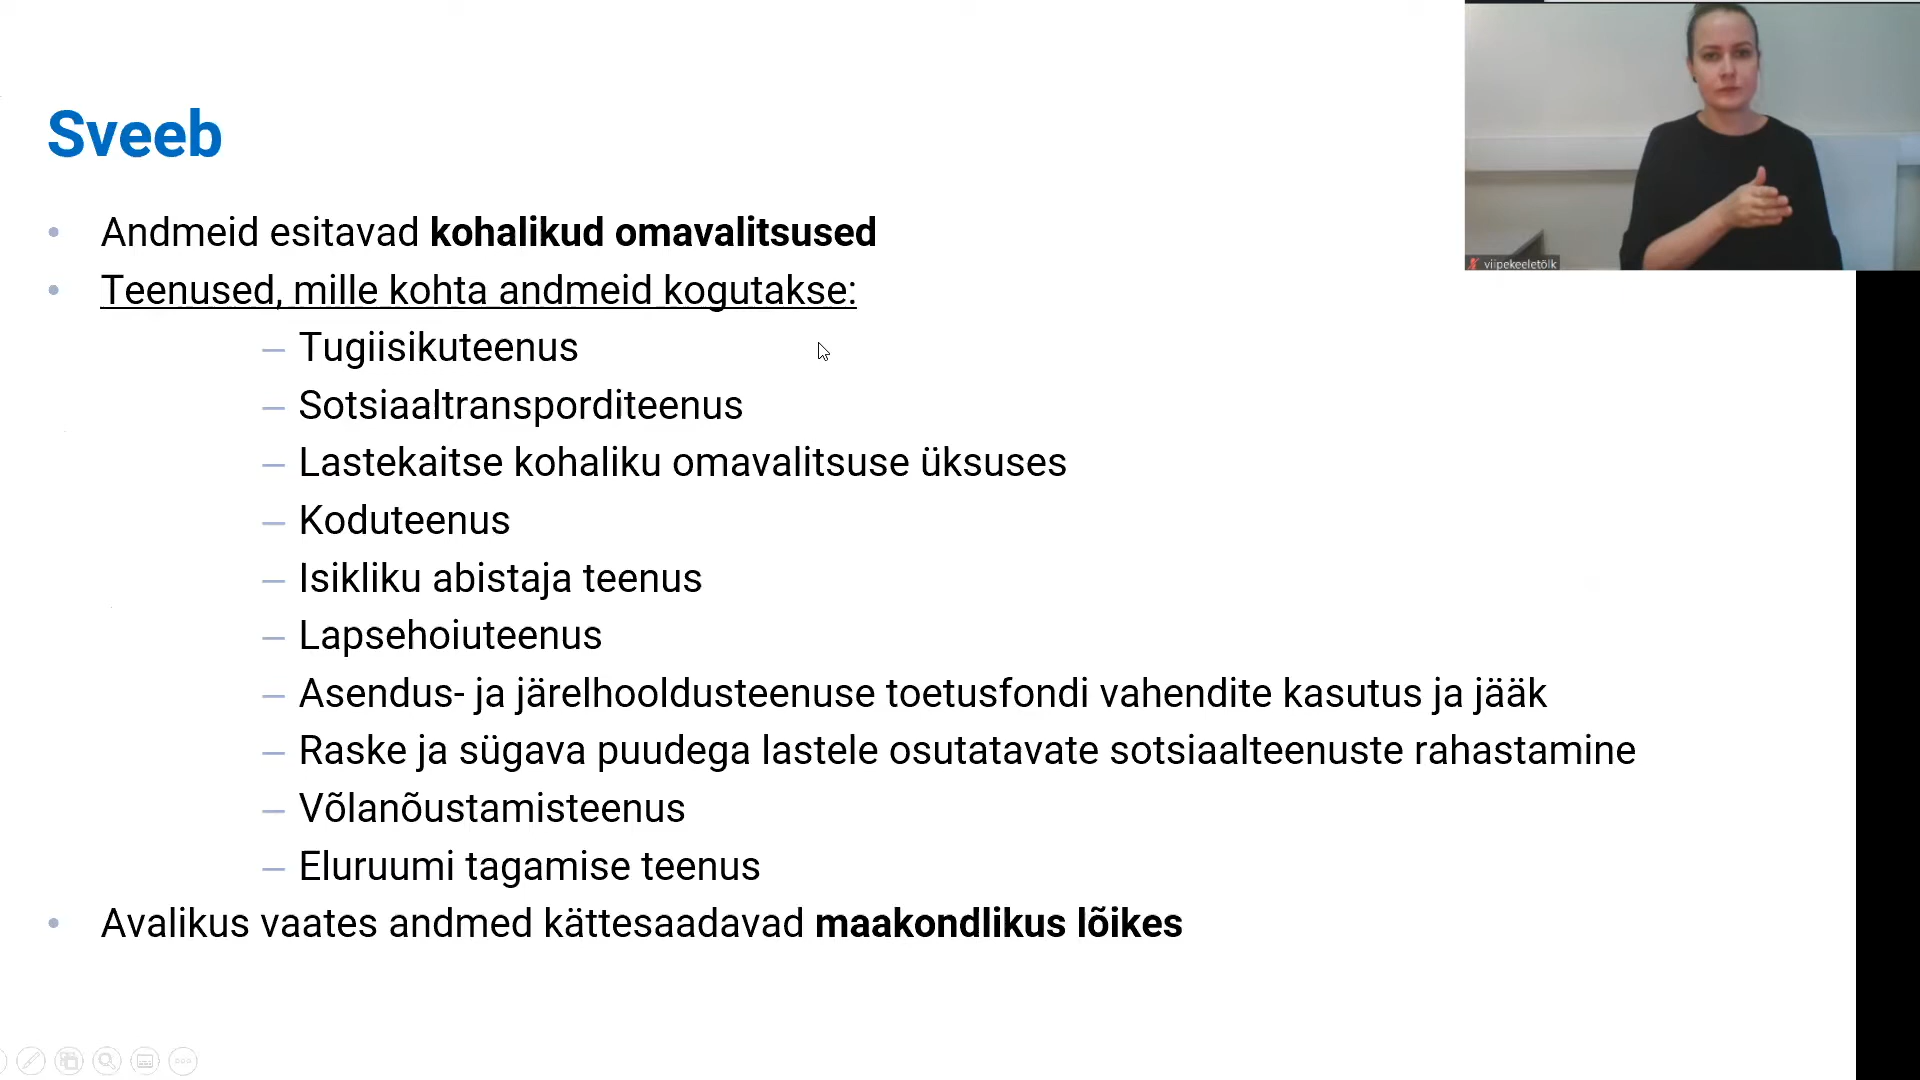 Sveeb
• Andmeid esitavad kohalikud omavalitsused
• Teenused, mille kohta andmeid kogutakse:
– Tugiisikuteenus
– Sotsiaaltransporditeenus
– Lastekaitse kohaliku omavalitsuse üksuses
– Koduteenus
– Isikliku abistaja teenus
– Lapsehoiuteenus
– Asendus- ja järelhooldusteenuse toetusfondi vahendite kasutus ja jääk
– Raske ja sügava puudega lastele osutatavate sotsiaalteenuste rahastamine
– Võlanõustamisteenus
– Eluruumi tagamise teenus
• Avalikus vaates andmed kättesaadavad maakondlikus lõikes
viipekeeletõlk